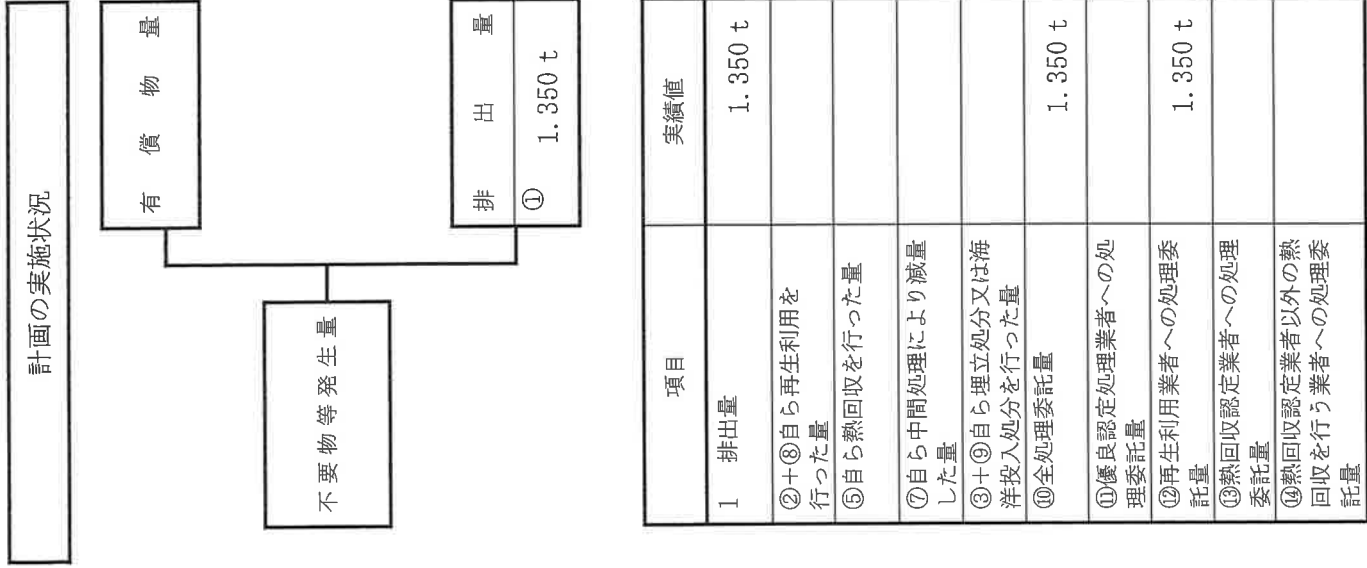 計画の実施状況
有償物量
不要物等発生量
排出量
①
1.350 t
項目
実績値
1 排出量
1.350 t
②+⑧自ら再生利用を
行った量
⑤自ら熱回収を行った量
⑦自ら中間処理により減量
した量
③+⑨自ら埋立処分又は海
洋投入処分を行った量
⑩全処理委託量
1.350 t
⑪優良認定処理業者への処
理委託量
⑫再生利用業者への処理委
託量
1.350 t
⑬熱回収認定業者への処理
委託量
⑭熱回収認定業者以外の熱
回収を行う業者への処理委
託量